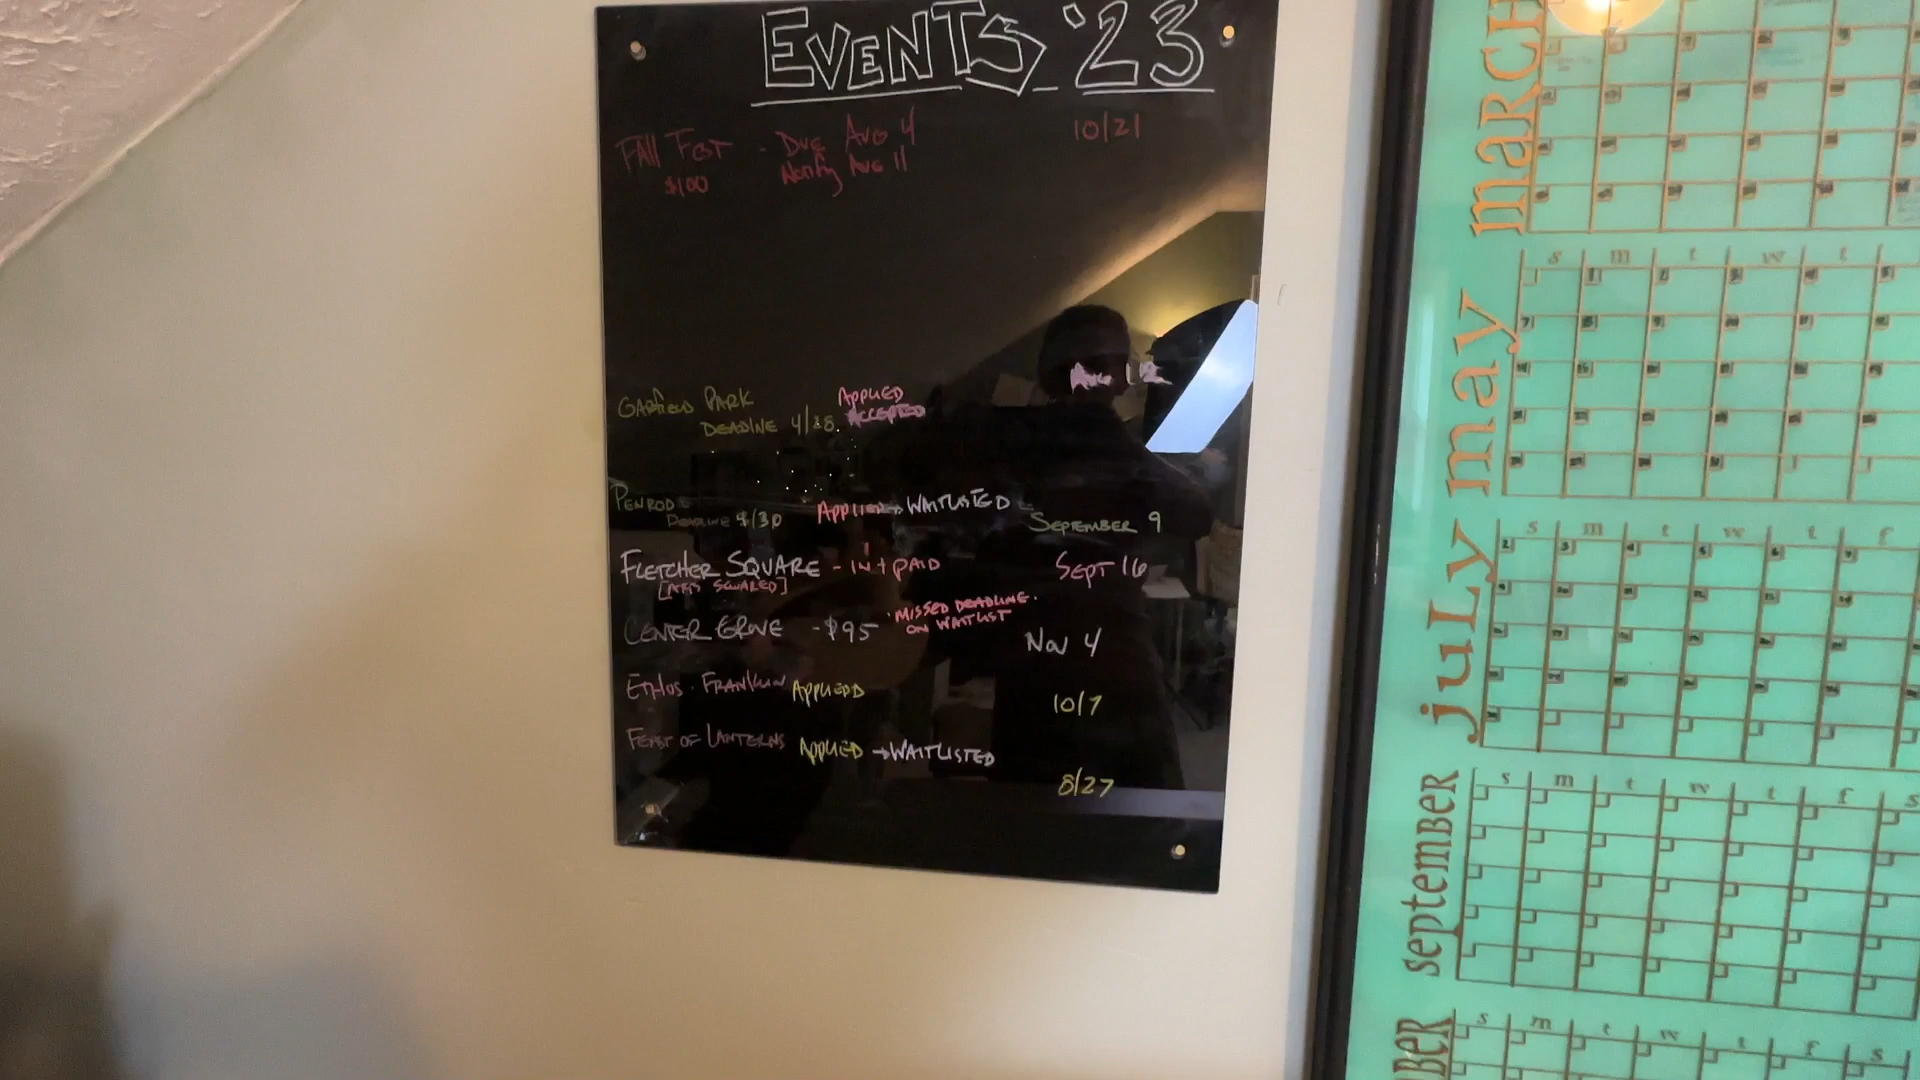 EVENTS '23
FALL FEST - DUE AUG 4 10/21
$100 NOTIFY AUG 11
GARFIELD PARK APPLIED AUG
DEADLINE 4/28. ACCEPTED
PENROD - APPLIED → WAITLISTED -
DEADLINE 4/30 SEPTEMBER 9
FLETCHER SQUARE - IN + PAID SEPT 16
[ARTS SQUARED]
CENTER GROVE - $95 MISSED DEADLINE. NOV 4
ON WAITLIST
ETHOS - FRANKLIN APPLIED 10/7
FEAST OF LANTERNS APPLIED → WAITLISTED
8/27
march
s m t w t
may
s m t w t f
july
s m t w t f s
september
s m t w t f s